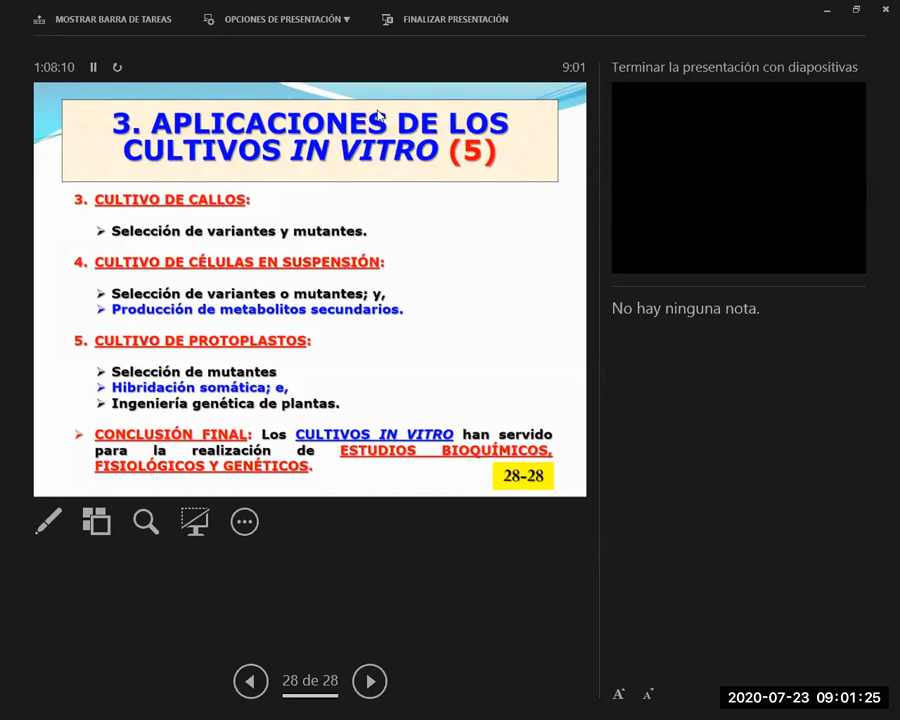 MOSTRAR BARRA DE TAREAS
OPCIONES DE PRESENTACIÓN ▼
FINALIZAR PRESENTACIÓN
1:08:10
9:01
Terminar la presentación con diapositivas
3. APLICACIONES DE LOS
CULTIVOS IN VITRO (5)
3. CULTIVO DE CALLOS:
➢ Selección de variantes y mutantes.
4. CULTIVO DE CÉLULAS EN SUSPENSIÓN:
➢ Selección de variantes o mutantes; y,
➢ Producción de metabolitos secundarios.
5. CULTIVO DE PROTOPLASTOS:
➢ Selección de mutantes
➢ Hibridación somática; e,
➢ Ingeniería genética de plantas.
➢ CONCLUSIÓN FINAL: Los CULTIVOS IN VITRO han servido
para la realización de ESTUDIOS BIOQUÍMICOS,
FISIOLÓGICOS Y GENÉTICOS.
28-28
No hay ninguna nota.
28 de 28
A A
2020-07-23 09:01:25